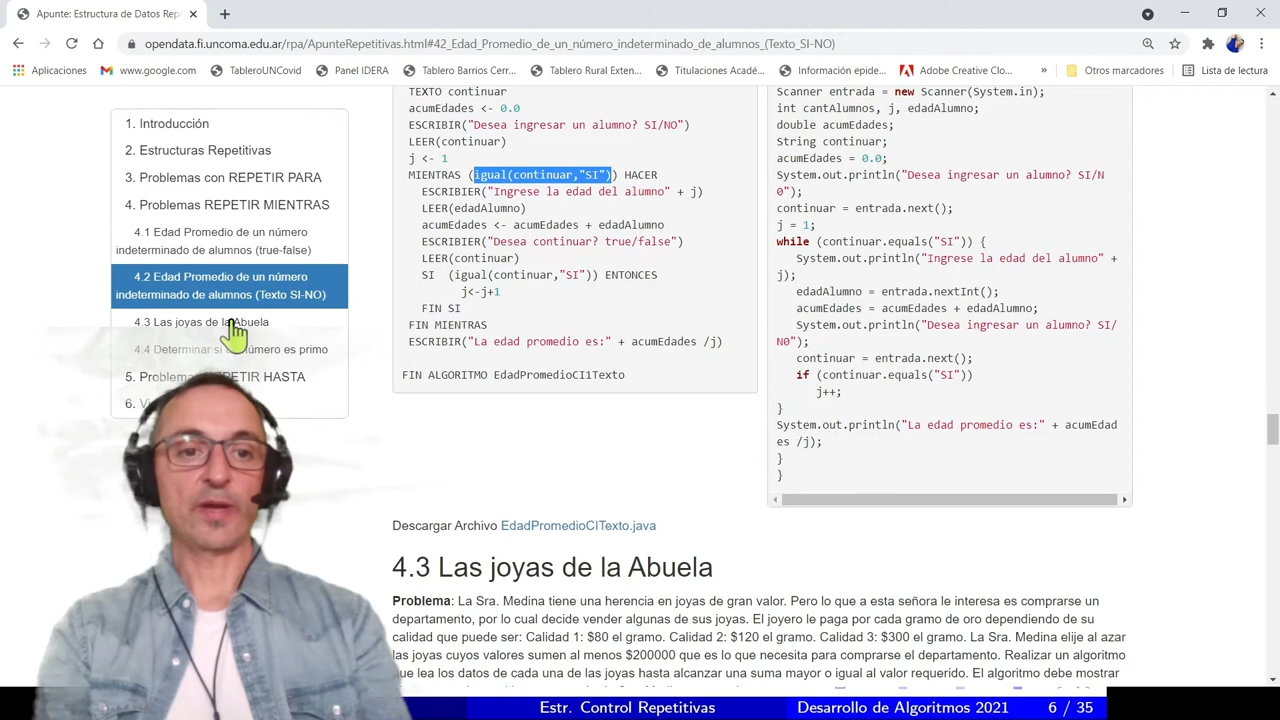 Apunte: Estructura de Datos Rep
opendata.fi.uncoma.edu.ar/rpa/ApunteRepetitivas.html#42_Edad_Promedio_de_un_número_indeterminado_de_alumnos_(Texto_SI-NO)
Aplicaciones
www.google.com
TableroUNCovid
Panel IDERA
Tablero Barrios Cerr...
Tablero Rural Exten...
Titulaciones Acadé...
Información epide...
Adobe Creative Clo...
»
Otros marcadores
Lista de lectura
1. Introducción
2. Estructuras Repetitivas
3. Problemas con REPETIR PARA
4. Problemas REPETIR MIENTRAS
4.1 Edad Promedio de un número
indeterminado de alumnos (true-false)
4.2 Edad Promedio de un número
indeterminado de alumnos (Texto SI-NO)
4.3 Las joyas de la Abuela
4.4 Determinar si un número es primo
5. Problemas REPETIR HASTA
6. Vi
TEXTO continuar
acumEdades <- 0.0
ESCRIBIR("Desea ingresar un alumno? SI/NO")
LEER(continuar)
j <- 1
MIENTRAS (igual(continuar,"SI")) HACER
ESCRIBIER("Ingrese la edad del alumno" + j)
LEER(edadAlumno)
acumEdades <- acumEdades + edadAlumno
ESCRIBIER("Desea continuar? true/false")
LEER(continuar)
SI (igual(continuar,"SI")) ENTONCES
j<-j+1
FIN SI
FIN MIENTRAS
ESCRIBIR("La edad promedio es:" + acumEdades /j)
FIN ALGORITMO EdadPromedioCI1Texto
Scanner entrada = new Scanner(System.in);
int cantAlumnos, j, edadAlumno;
double acumEdades;
String continuar;
acumEdades = 0.0;
System.out.println("Desea ingresar un alumno? SI/N
0");
continuar = entrada.next();
j = 1;
while (continuar.equals("SI")) {
System.out.println("Ingrese la edad del alumno" +
j);
edadAlumno = entrada.nextInt();
acumEdades = acumEdades + edadAlumno;
System.out.println("Desea ingresar un alumno? SI/
N0");
continuar = entrada.next();
if (continuar.equals("SI"))
j++;
}
System.out.println("La edad promedio es:" + acumEdad
es /j);
}
}
Descargar Archivo EdadPromedioCITexto.java
4.3 Las joyas de la Abuela
Problema: La Sra. Medina tiene una herencia en joyas de gran valor. Pero lo que a esta señora le interesa es comprarse un
departamento, por lo cual decide vender algunas de sus joyas. El joyero le paga por cada gramo de oro dependiendo de su
calidad que puede ser: Calidad 1: $80 el gramo. Calidad 2: $120 el gramo. Calidad 3: $300 el gramo. La Sra. Medina elije al azar
las joyas cuyos valores sumen al menos $200000 que es lo que necesita para comprarse el departamento. Realizar un algoritmo
que lea los datos de cada una de las joyas hasta alcanzar una suma mayor o igual al valor requerido. El algoritmo debe mostrar
Estr. Control Repetitivas
Desarrollo de Algoritmos 2021
6 / 35